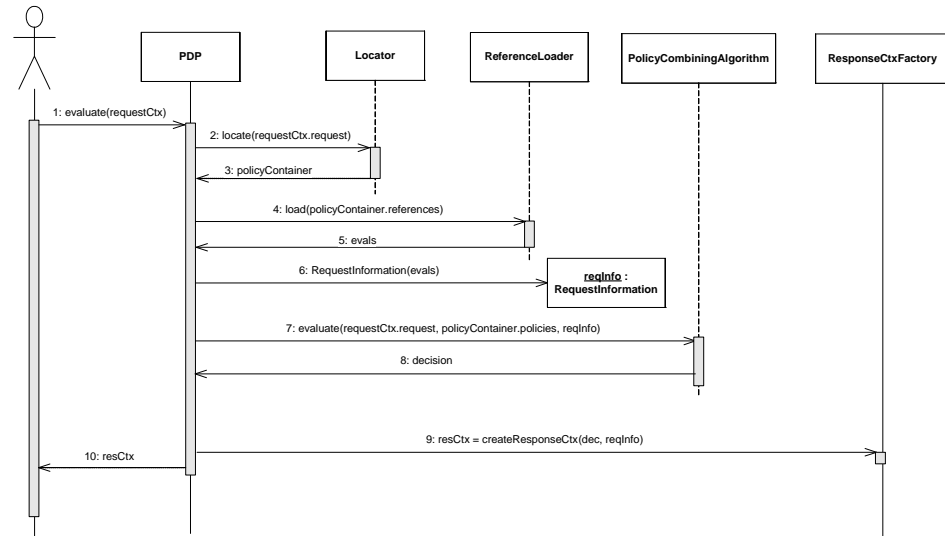 PDP
Locator
ReferenceLoader
PolicyCombiningAlgorithm
ResponseCtxFactory
1: evaluate(requestCtx)
2: locate(requestCtx.request)
3: policyContainer
4: load(policyContainer.references)
5: evals
6: RequestInformation(evals)
reqInfo :
RequestInformation
7: evaluate(requestCtx.request, policyContainer.policies, reqInfo)
8: decision
9: resCtx = createResponseCtx(dec, reqInfo)
10: resCtx